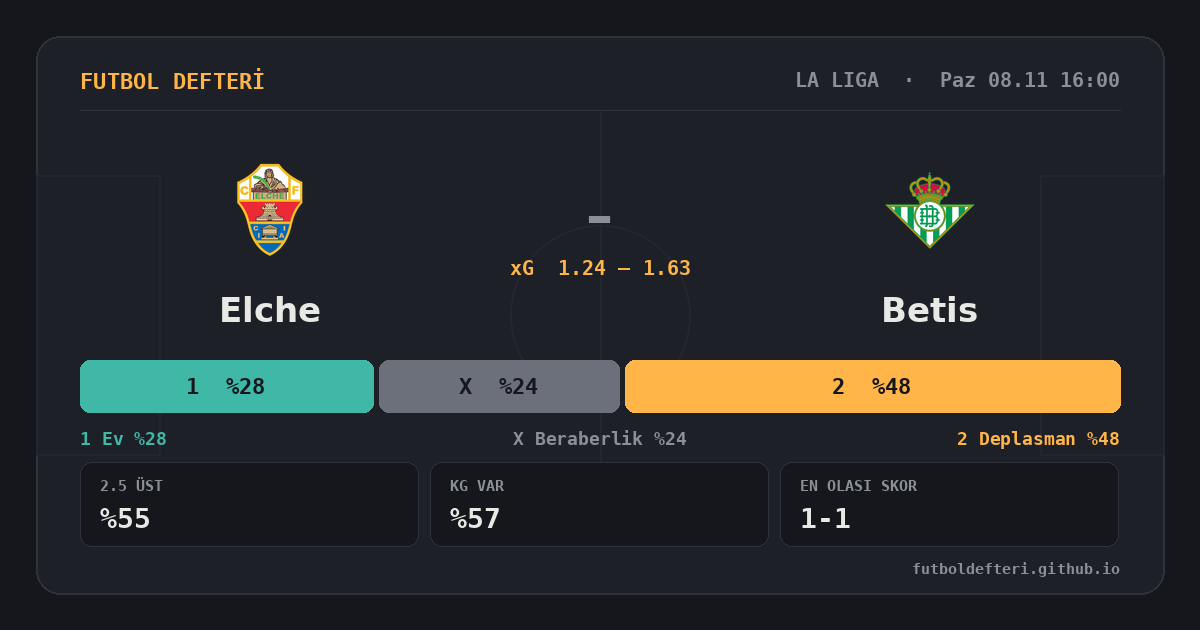 FUTBOL DEFTERİ
LA LIGA · Paz 08.11 16:00
C F
ELCHE
–
xG 1.24 — 1.63
Elche
Betis
1 %28
X %24
2 %48
1 Ev %28
X Beraberlik %24
2 Deplasman %48
2.5 ÜST
KG VAR
EN OLASI SKOR
%55
%57
1-1
futboldefteri.github.io